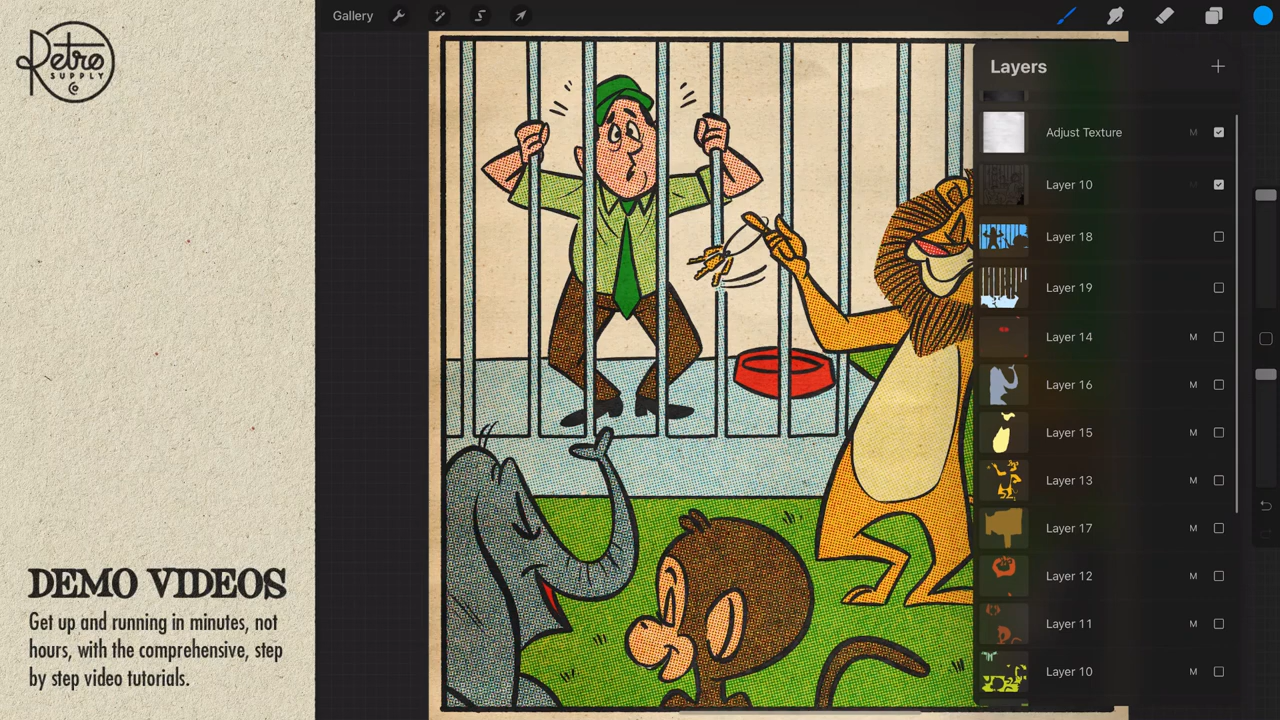 Retro
SUPPLY
Co
DEMO VIDEOS
Get up and running in minutes, not
hours, with the comprehensive, step
by step video tutorials.
Gallery
Layers
Adjust Texture M
Layer 10 M
Layer 18
Layer 19
Layer 14 M
Layer 16 M
Layer 15 M
Layer 13 M
Layer 17 M
Layer 12 M
Layer 11 M
Layer 10 M